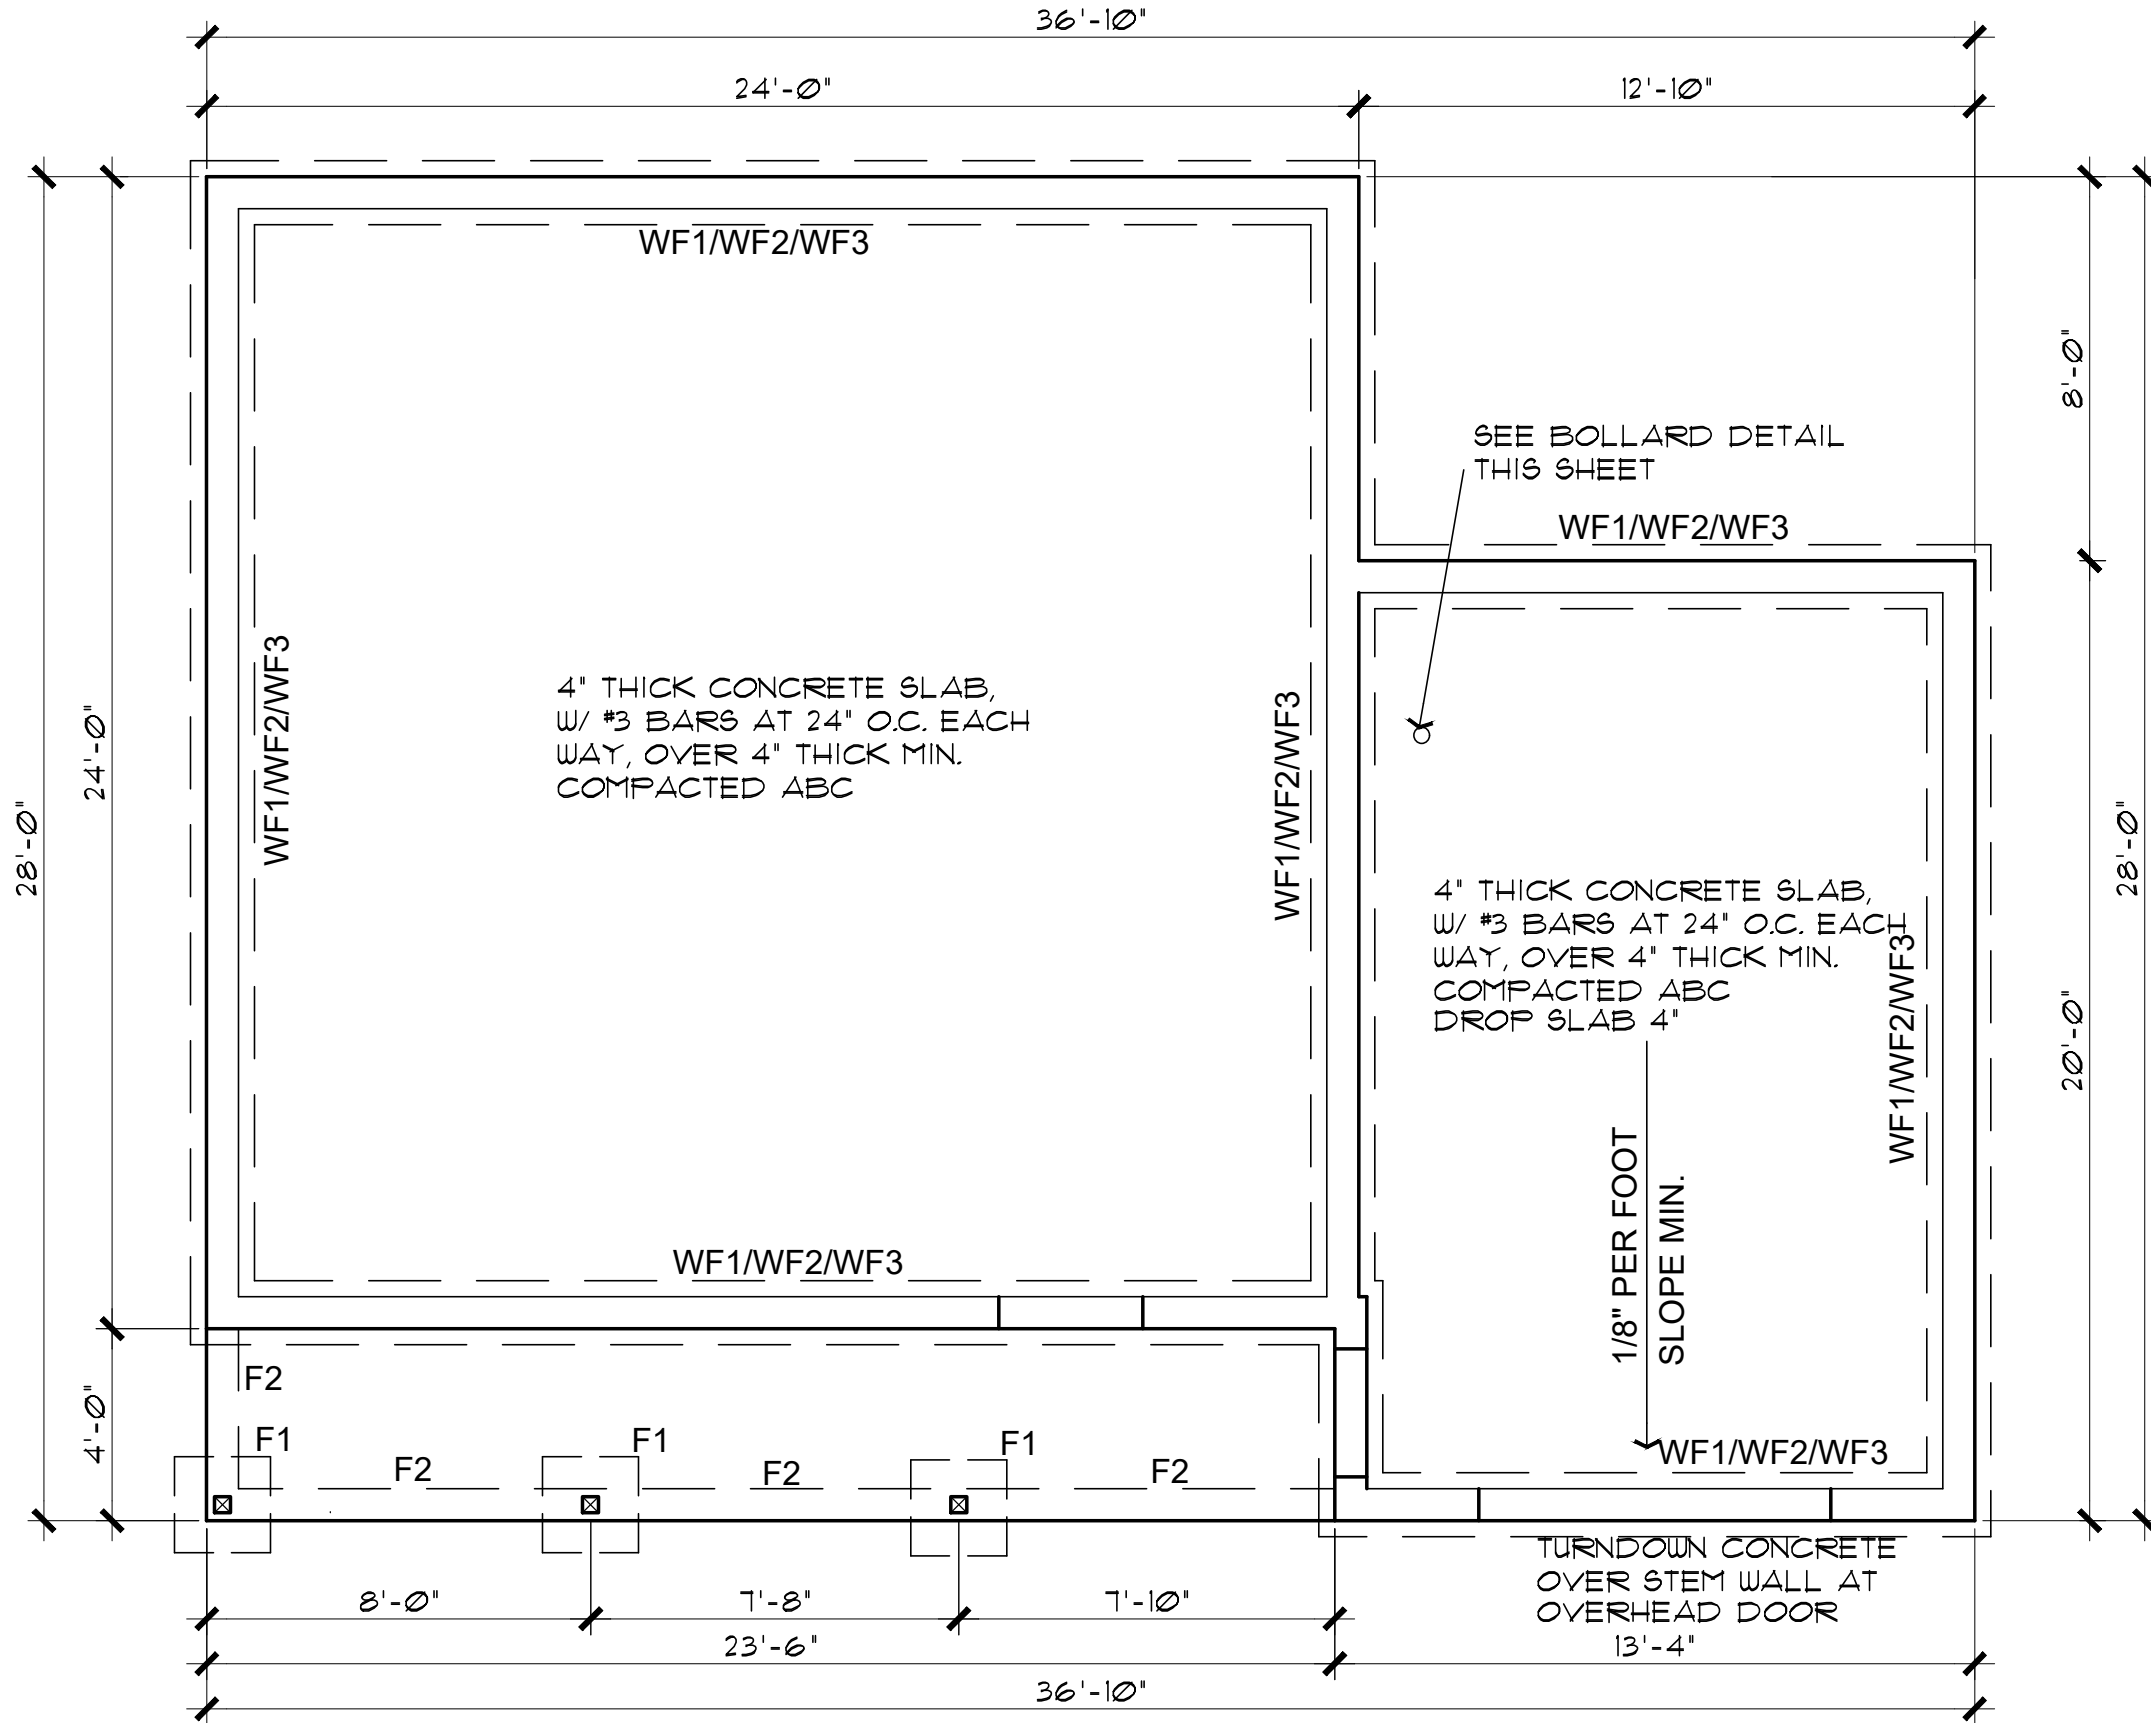 36'-10"
24'-0"
12'-10"
WF1/WF2/WF3
8'-0"
SEE BOLLARD DETAIL
THIS SHEET
WF1/WF2/WF3
WF1/WF2/WF3
4" THICK CONCRETE SLAB,
W/ #3 BARS AT 24" O.C. EACH
WAY, OVER 4" THICK MIN.
COMPACTED ABC
WF1/WF2/WF3
24'-0"
28'-0"
28'-0"
4" THICK CONCRETE SLAB,
W/ #3 BARS AT 24" O.C. EACH
WAY, OVER 4" THICK MIN.
COMPACTED ABC
DROP SLAB 4"
WF1/WF2/WF3
20'-0"
1/8" PER FOOT
SLOPE MIN.
WF1/WF2/WF3
F2
4'-0"
F1
F1
F1
F2
F2
F2
WF1/WF2/WF3
TURNDOWN CONCRETE
OVER STEM WALL AT
OVERHEAD DOOR
8'-0"
7'-8"
7'-10"
23'-6"
13'-4"
36'-10"